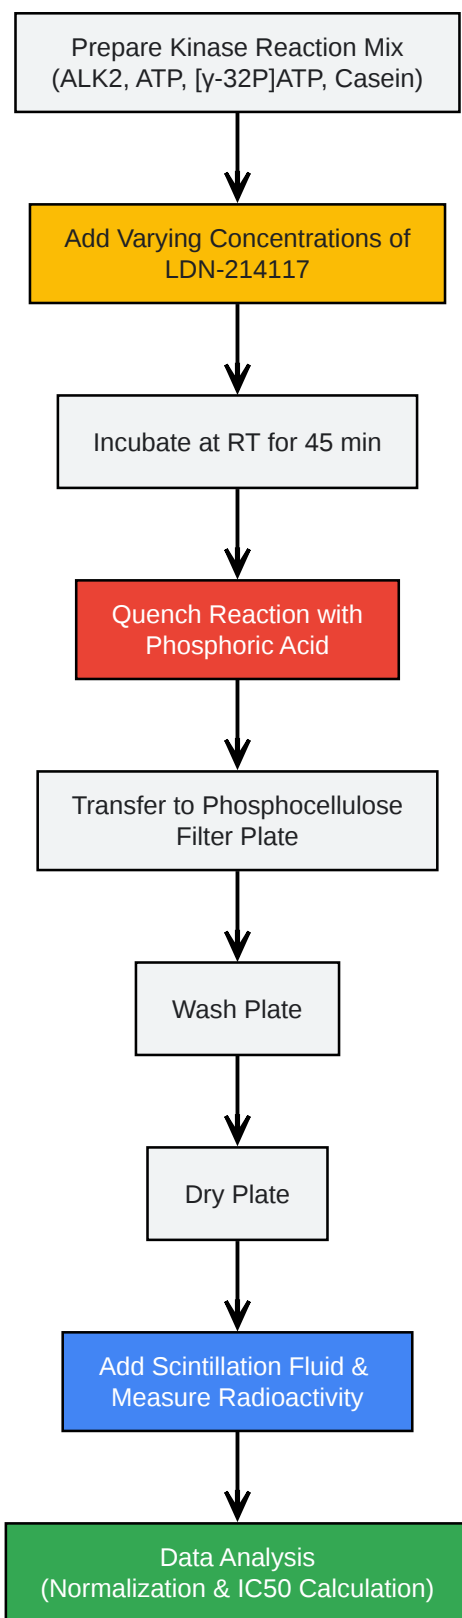 Prepare Kinase Reaction Mix
(ALK2, ATP, [γ-32P]ATP, Casein)
Add Varying Concentrations of
LDN-214117
Incubate at RT for 45 min
Quench Reaction with
Phosphoric Acid
Transfer to Phosphocellulose
Filter Plate
Wash Plate
Dry Plate
Add Scintillation Fluid &
Measure Radioactivity
Data Analysis
(Normalization & IC50 Calculation)